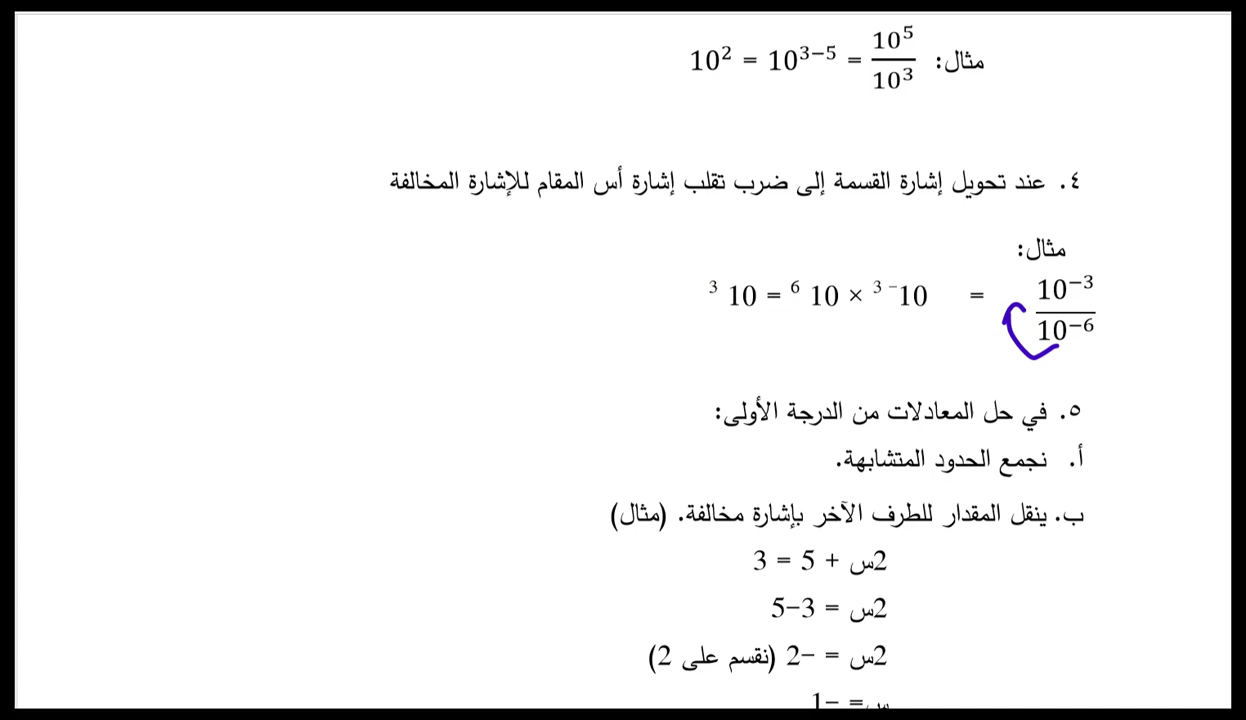 مثال: 10^5/10^3 = 10^{3−5} = 10^2
٤. عند تحويل إشارة القسمة إلى ضرب تقلب إشارة أس المقام للإشارة المخالفة
مثال:
10^{−3}/10^{−6} = 10^{−3} × 10^6 = 10^3
٥. في حل المعادلات من الدرجة الأولى:
أ. نجمع الحدود المتشابهة.
ب. ينقل المقدار للطرف الآخر بإشارة مخالفة. (مثال)
2س + 5 = 3
2س = 3−5
2س = −2 (نقسم على 2)
س= −1